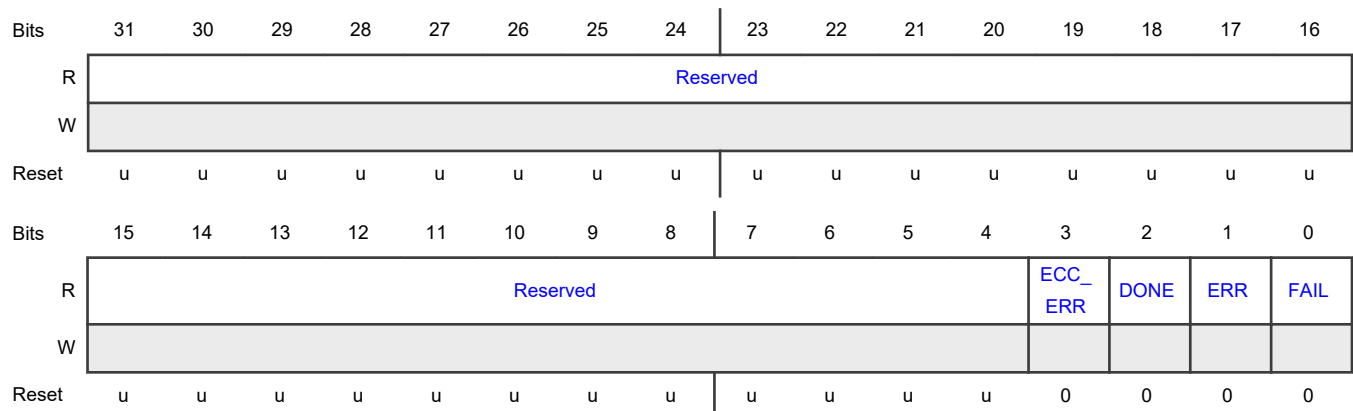 Bits 31 30 29 28 27 26 25 24 23 22 21 20 19 18 17 16
R Reserved
W
Reset u u u u u u u u u u u u u u u u
Bits 15 14 13 12 11 10 9 8 7 6 5 4 3 2 1 0
R Reserved ECC_ ERR DONE ERR FAIL
W
Reset u u u u u u u u u u u u 0 0 0 0